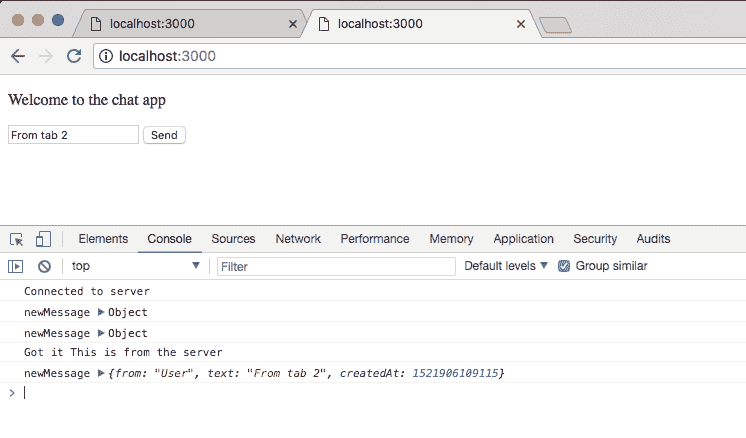 localhost:3000 localhost:3000
localhost:3000
Welcome to the chat app
From tab 2 Send
Elements Console Sources Network Performance Memory Application Security Audits
top Filter Default levels Group similar
Connected to server
newMessage ▶Object
newMessage ▶Object
Got it This is from the server
newMessage ▶{from: "User", text: "From tab 2", createdAt: 1521906109115}
>